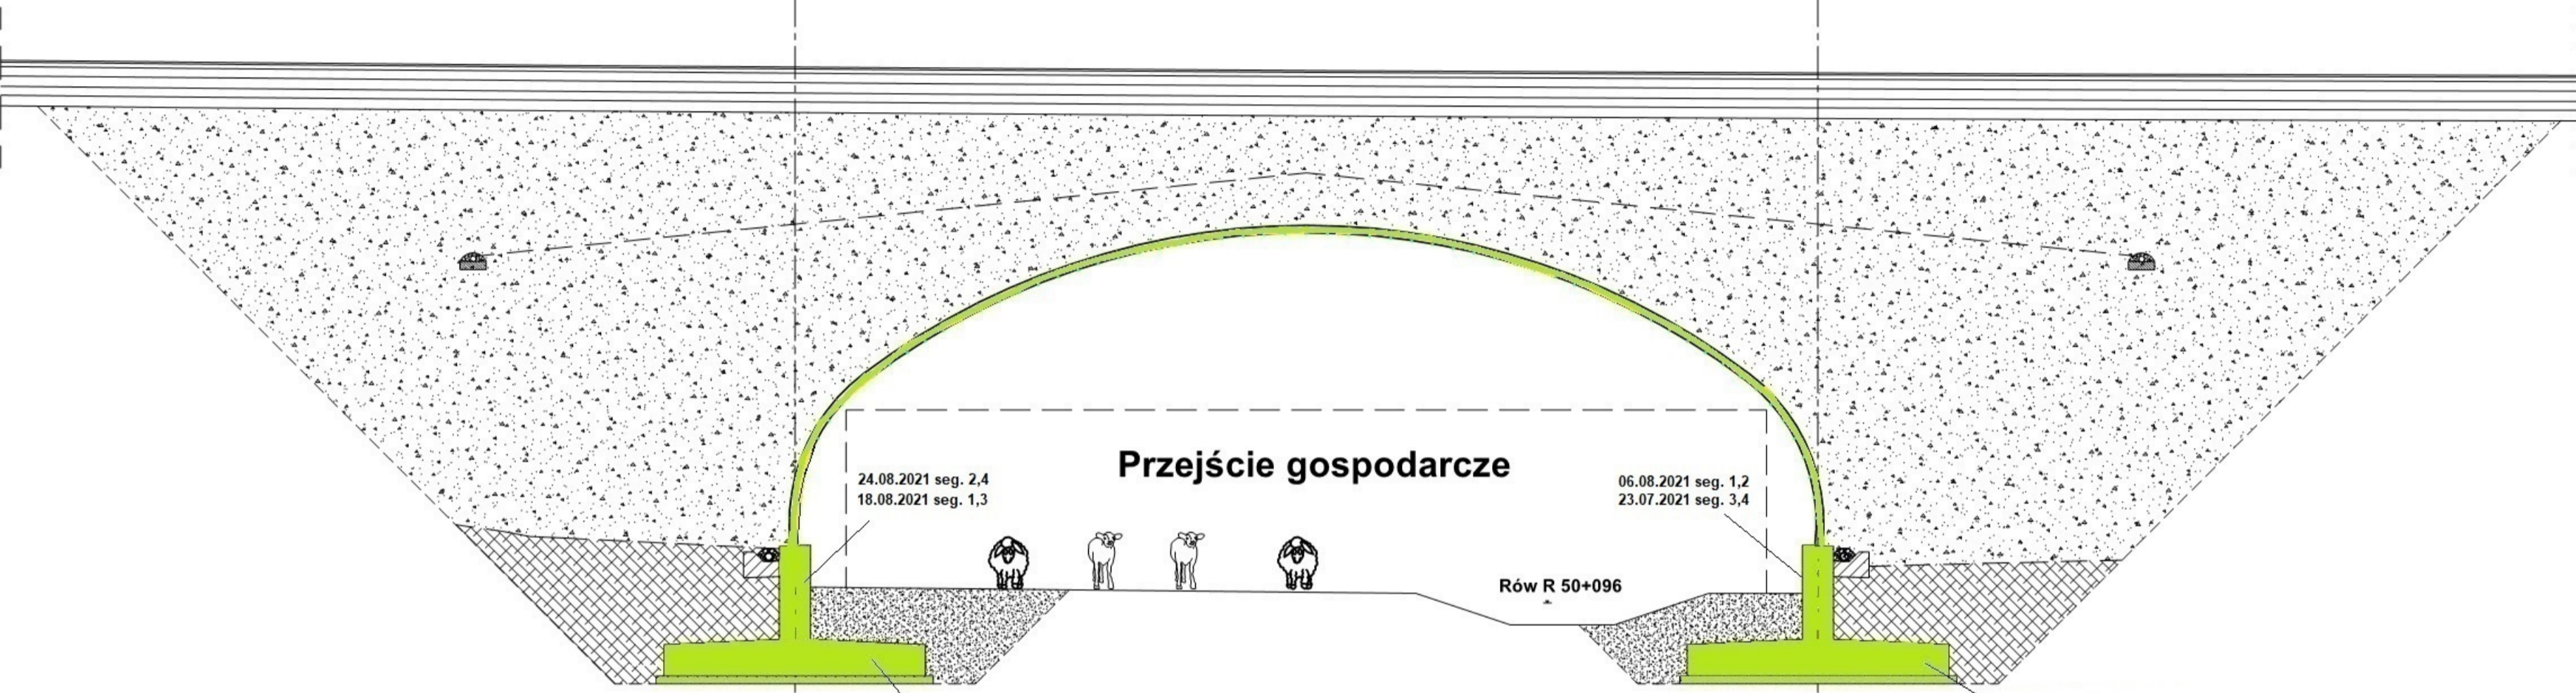 Przejście gospodarcze
24.08.2021 seg. 2,4
18.08.2021 seg. 1,3
06.08.2021 seg. 1,2
23.07.2021 seg. 3,4
Rów R 50+096